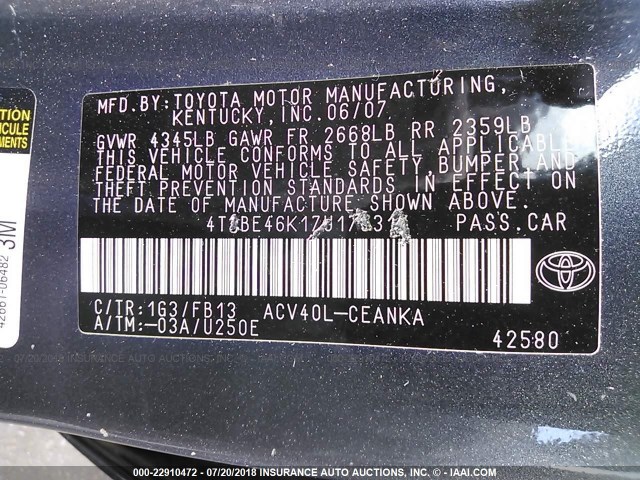 MFD.BY:TOYOTA MOTOR MANUFACTURING,
KENTUCKY, INC.06/07
GVWR 4345LB GAWR FR 2668LB RR 2359LB
THIS VEHICLE CONFORMS TO ALL APPLICABLE
FEDERAL MOTOR VEHICLE SAFETY,BUMPER,AND
THEFT PREVENTION STANDARDS IN EFFECT ON
THE DATE OF MANUFACTURE SHOWN ABOVE.
PASS.CAR
C/TR:1G3/FB13 ACV40L-CEANKA
A/TM:-03A/U250E
42580
3M
42661-06482
000-22910472 - 07/20/2018 - INSURANCE AUTO AUCTIONS, INC. - IAAI.COM